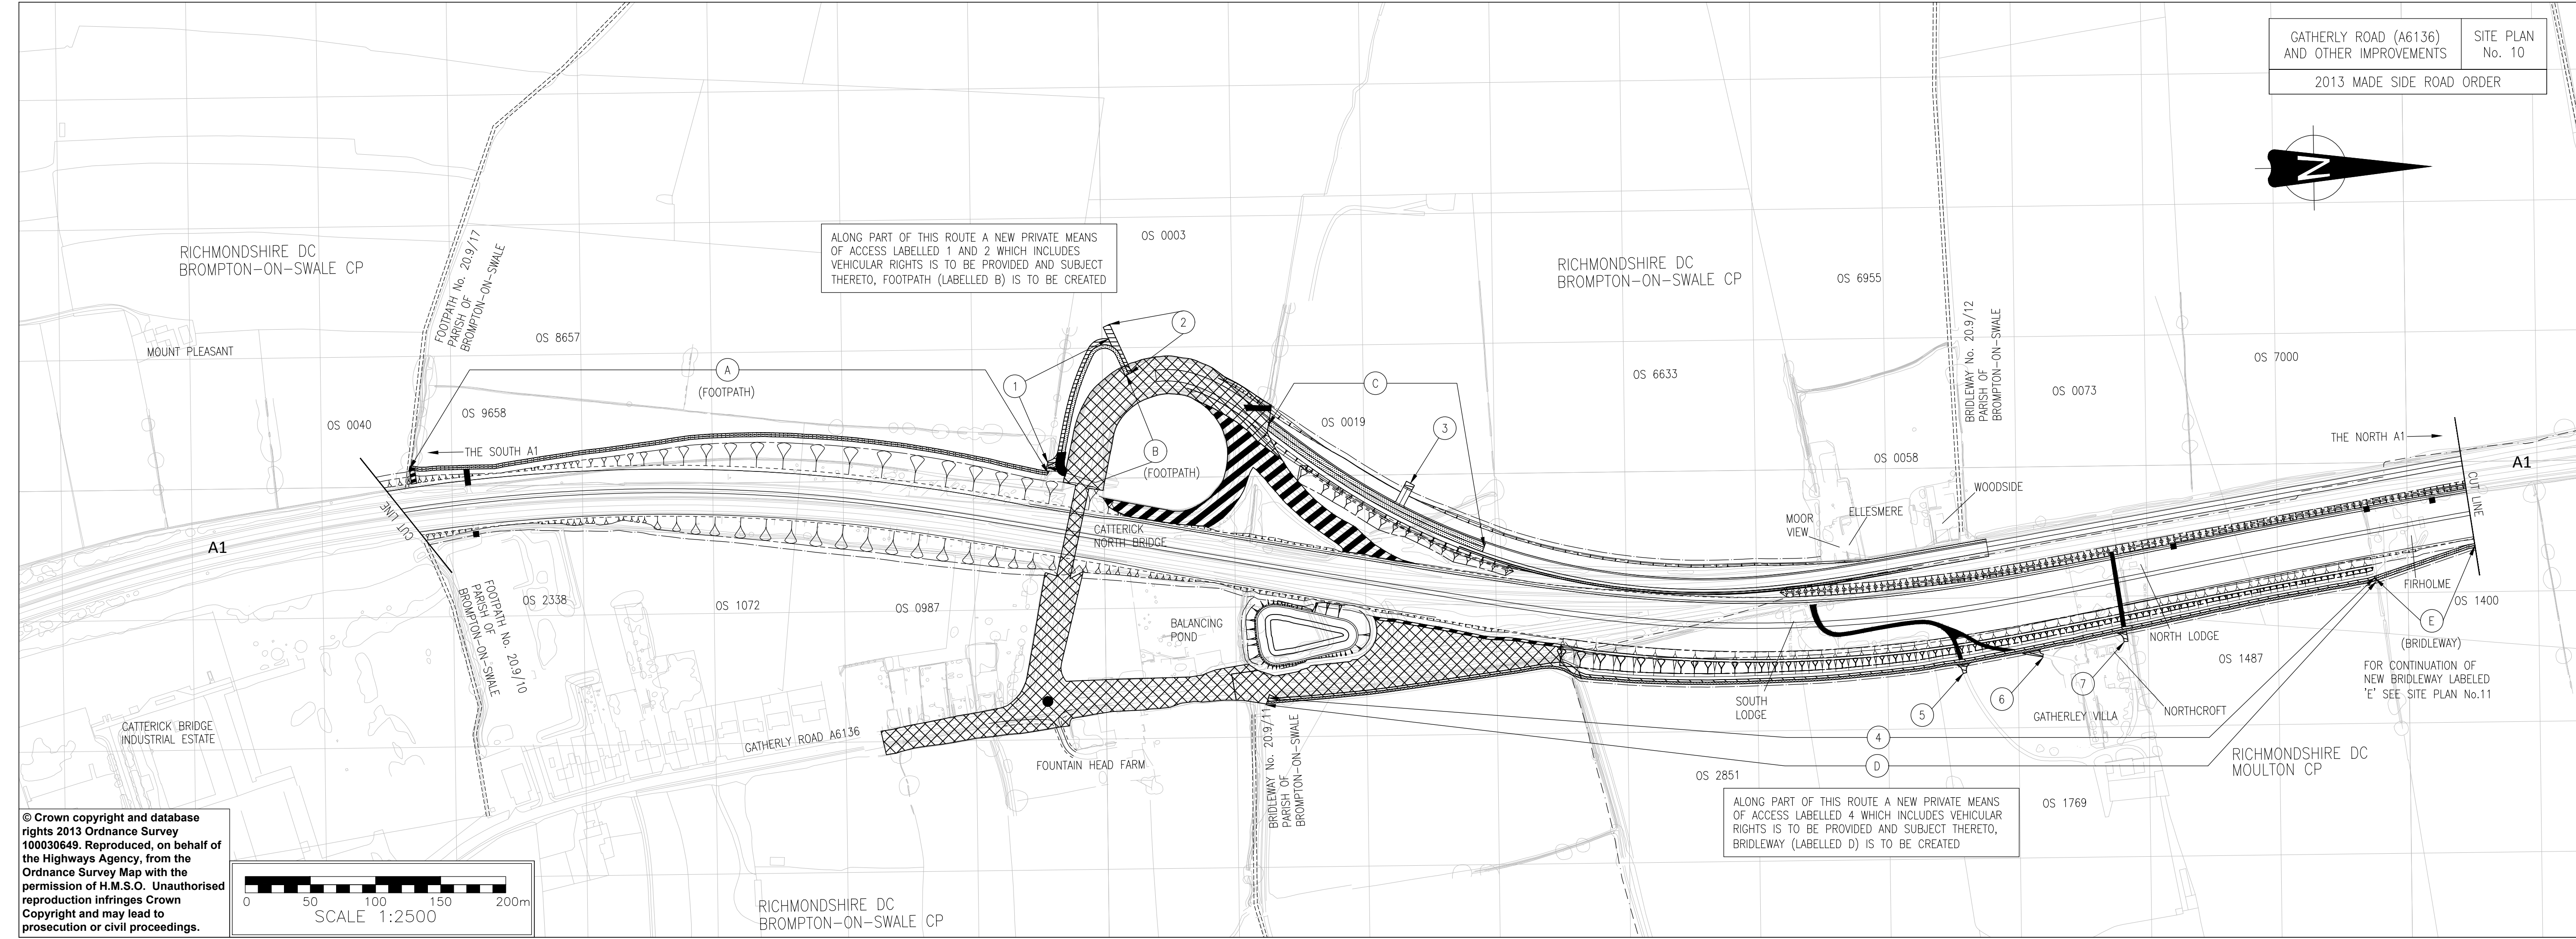 GATHERLY ROAD (A6136)
AND OTHER IMPROVEMENTS
SITE PLAN
No. 10
2013 MADE SIDE ROAD ORDER
N
RICHMONDSHIRE DC
BROMPTON-ON-SWALE CP
FOOTPATH No. 20.9/17
PARISH OF
BROMPTON-ON-SWALE
ALONG PART OF THIS ROUTE A NEW PRIVATE MEANS
OF ACCESS LABELLED 1 AND 2 WHICH INCLUDES
VEHICULAR RIGHTS IS TO BE PROVIDED AND SUBJECT
THERETO, FOOTPATH (LABELLED B) IS TO BE CREATED
OS 0003
RICHMONDSHIRE DC
BROMPTON-ON-SWALE CP
OS 6955
BRIDLEWAY No. 20.9/12
PARISH OF
BROMPTON-ON-SWALE
MOUNT PLEASANT
OS 8657
2
A
(FOOTPATH)
1
C
OS 6633
OS 0073
OS 7000
OS 0040
OS 9658
OS 0019
3
THE SOUTH A1
B
(FOOTPATH)
OS 0058
THE NORTH A1
A1
CUT LINE
WOODSIDE
ELLESMERE
MOOR
VIEW
CUT LINE
A1
CATTERICK
NORTH BRIDGE
FOOTPATH No. 20.9/10
PARISH OF
BROMPTON-ON-SWALE
OS 2338
OS 1072
OS 0987
BALANCING
POND
FIRHOLME
OS 1400
E
(BRIDLEWAY)
NORTH LODGE
OS 1487
FOR CONTINUATION OF
NEW BRIDLEWAY LABELED
'E' SEE SITE PLAN No.11
SOUTH
LODGE
5
6
7
GATHERLEY VILLA
NORTHCROFT
CATTERICK BRIDGE
INDUSTRIAL ESTATE
GATHERLY ROAD A6136
FOUNTAIN HEAD FARM
BRIDLEWAY No. 20.9/11
PARISH OF
BROMPTON-ON-SWALE
4
D
RICHMONDSHIRE DC
MOULTON CP
OS 2851
OS 1769
ALONG PART OF THIS ROUTE A NEW PRIVATE MEANS
OF ACCESS LABELLED 4 WHICH INCLUDES VEHICULAR
RIGHTS IS TO BE PROVIDED AND SUBJECT THERETO,
BRIDLEWAY (LABELLED D) IS TO BE CREATED
© Crown copyright and database
rights 2013 Ordnance Survey
100030649. Reproduced, on behalf of
the Highways Agency, from the
Ordnance Survey Map with the
permission of H.M.S.O. Unauthorised
reproduction infringes Crown
Copyright and may lead to
prosecution or civil proceedings.
0 50 100 150 200m
SCALE 1:2500
RICHMONDSHIRE DC
BROMPTON-ON-SWALE CP